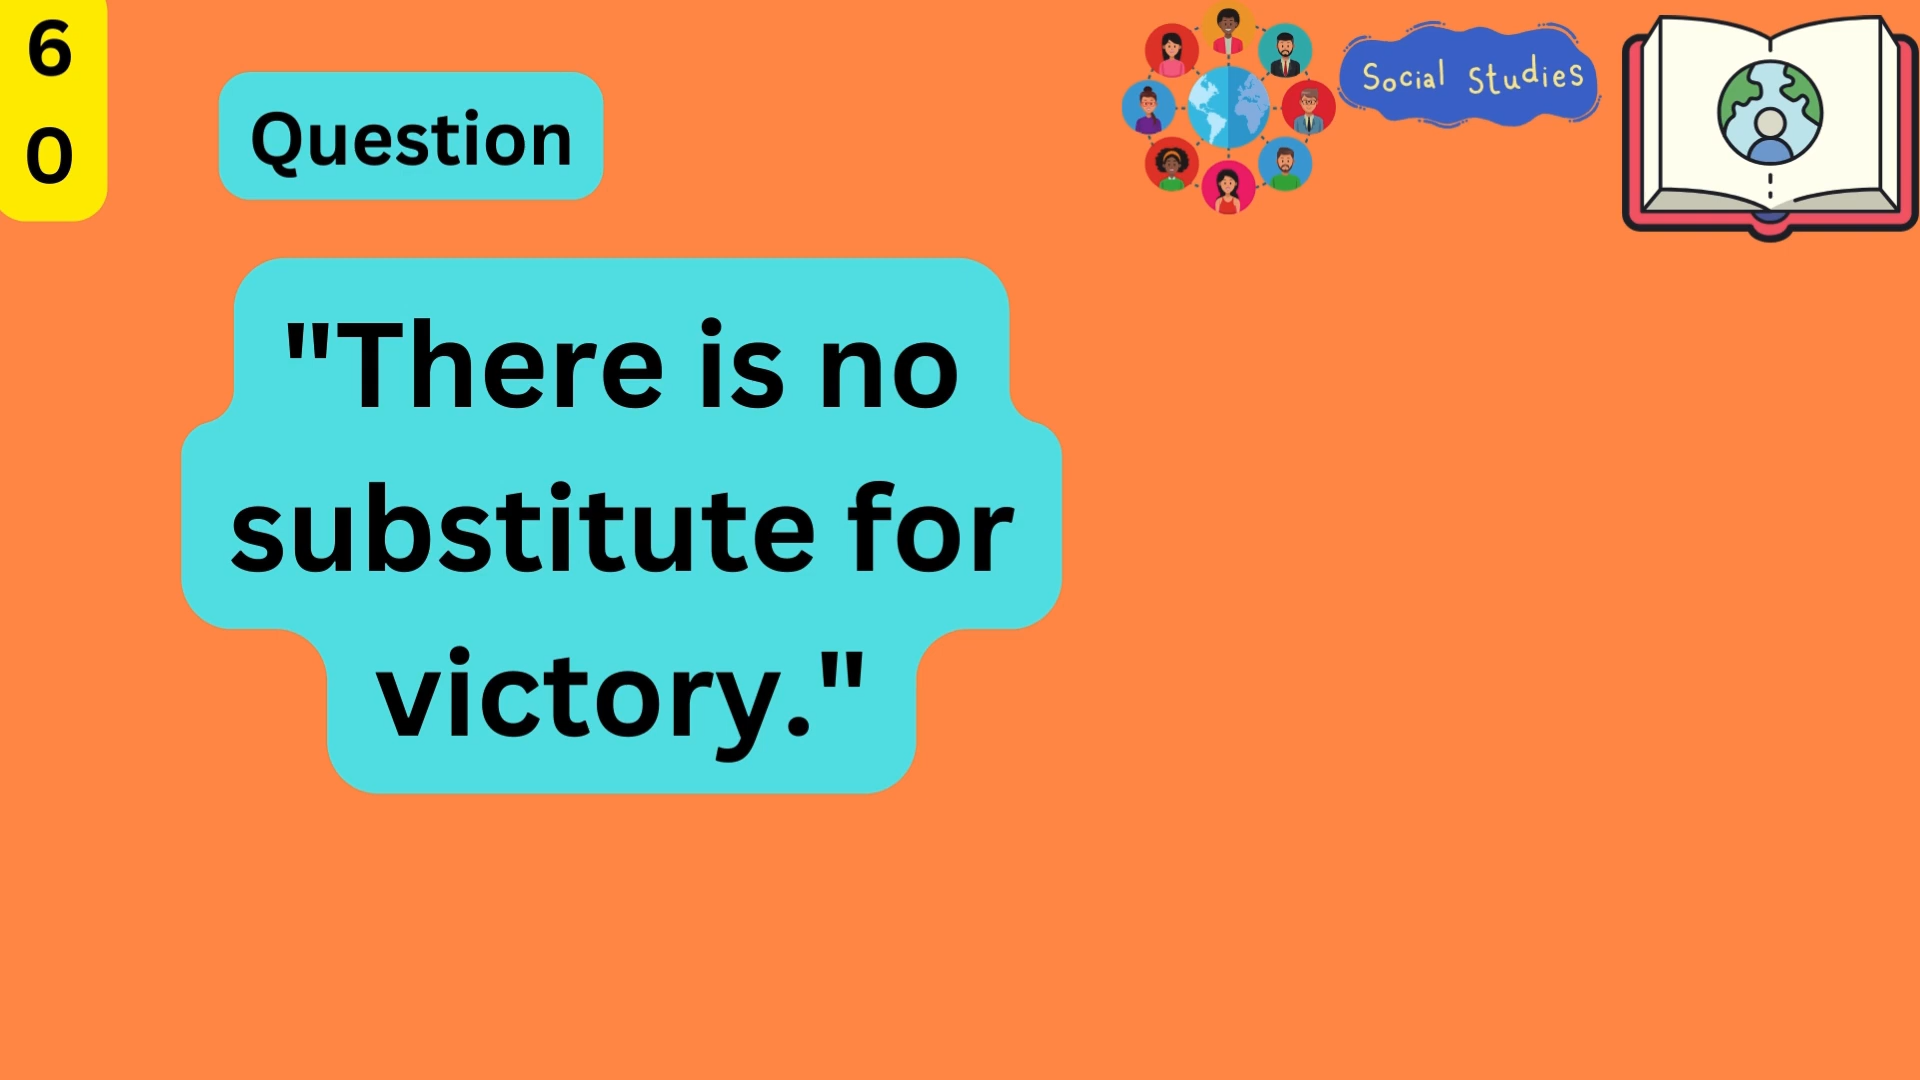 6
0
Question
Social Studies
"There is no
substitute for
victory."